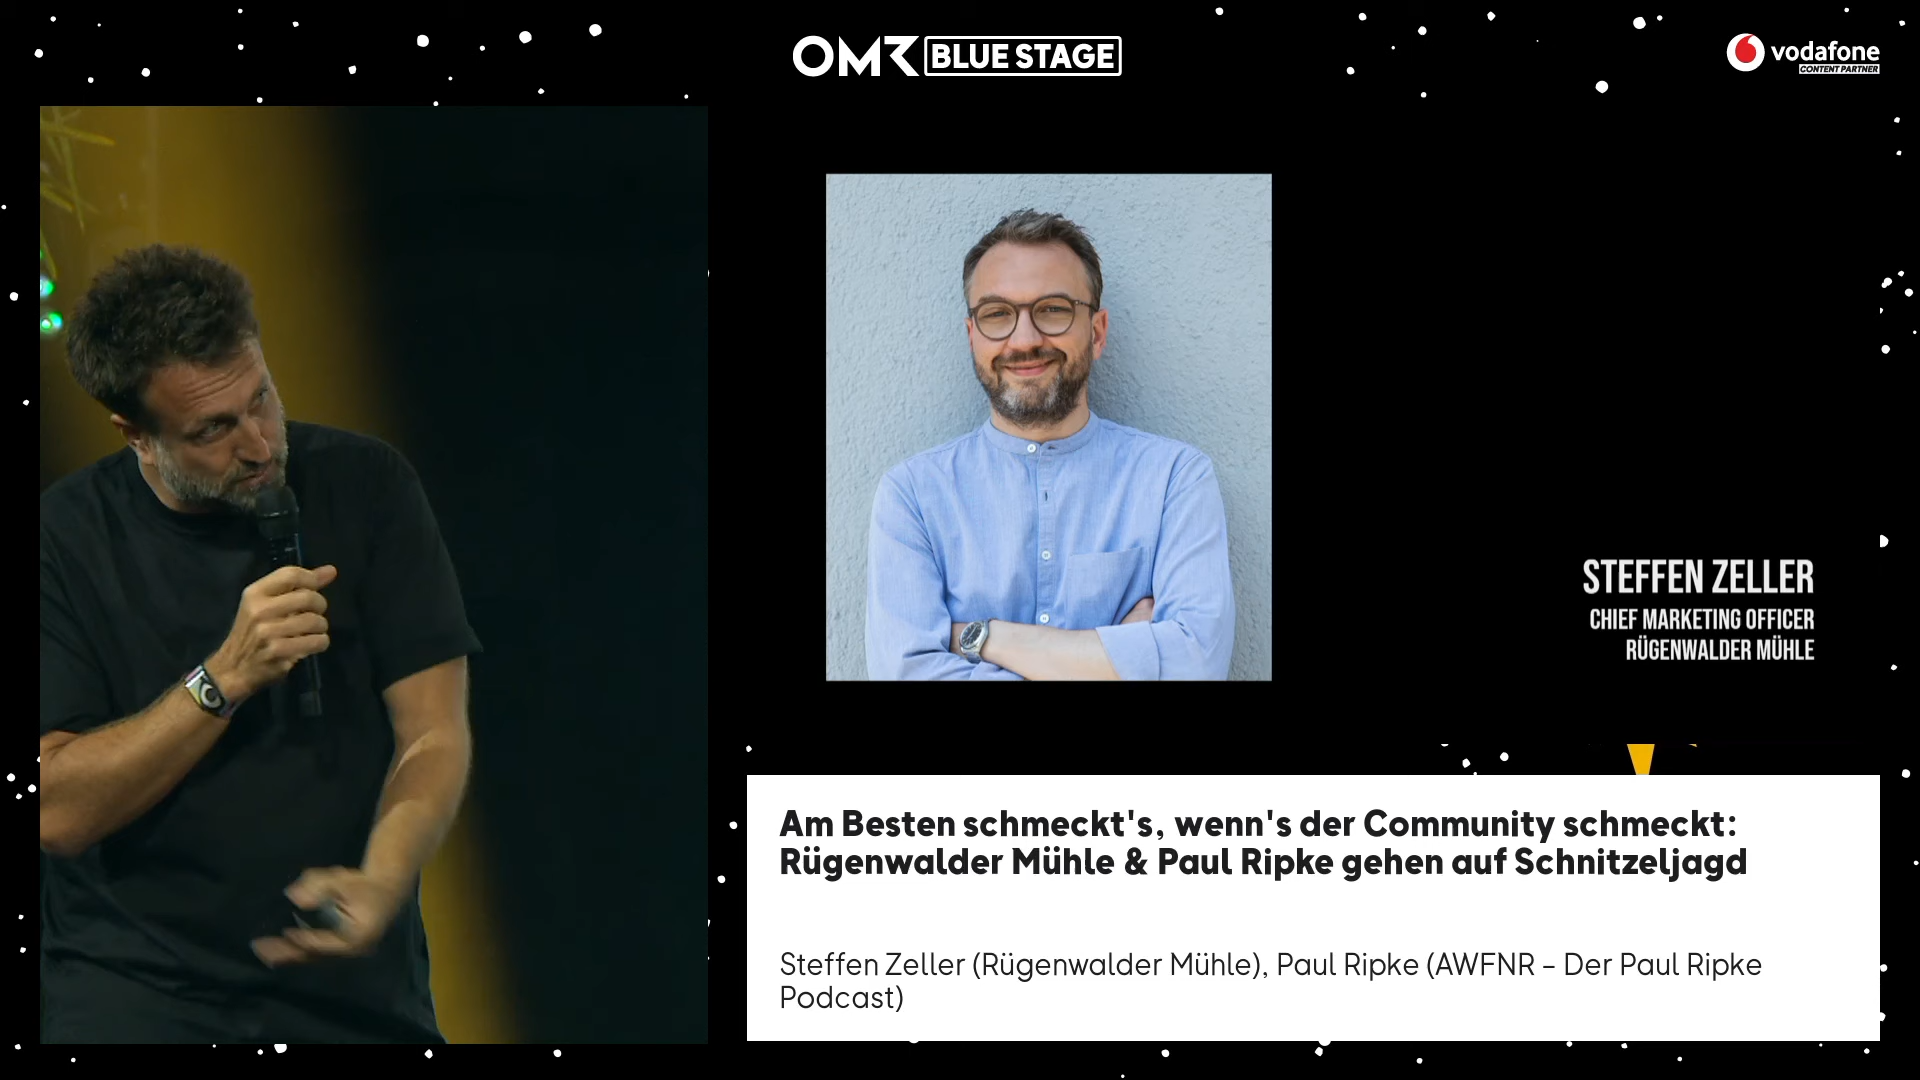 OMR BLUE STAGE
vodafone
CONTENT PARTNER
STEFFEN ZELLER
CHIEF MARKETING OFFICER
RÜGENWALDER MÜHLE
Am Besten schmeckt's, wenn's der Community schmeckt:
Rügenwalder Mühle & Paul Ripke gehen auf Schnitzeljagd
Steffen Zeller (Rügenwalder Mühle), Paul Ripke (AWFNR – Der Paul Ripke
Podcast)